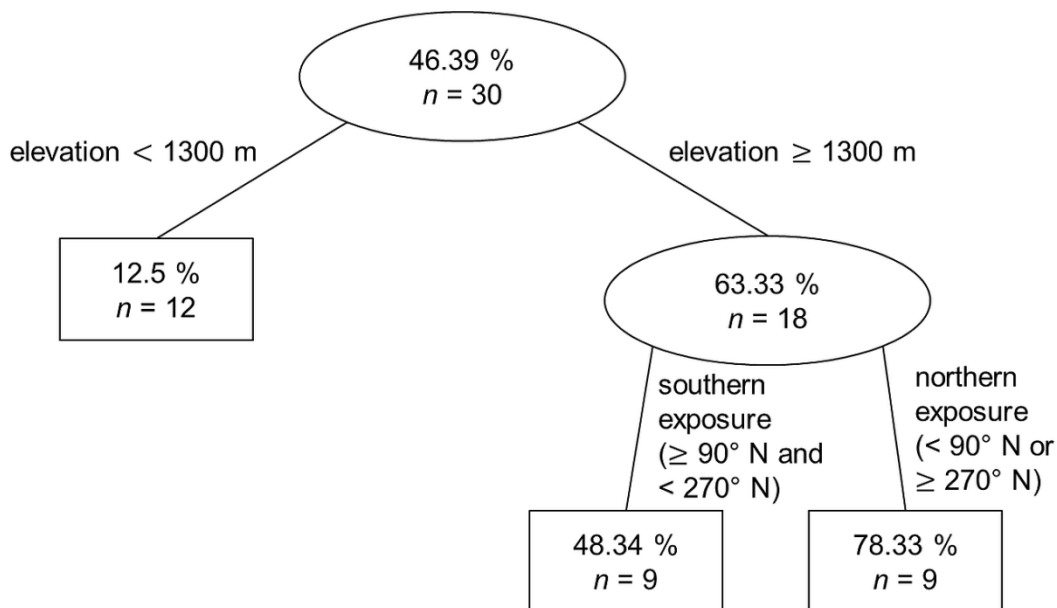 46.39 %
n = 30
elevation < 1300 m
elevation ≥ 1300 m
12.5 %
n = 12
63.33 %
n = 18
southern
exposure
(≥ 90° N and
< 270° N)
northern
exposure
(< 90° N or
≥ 270° N)
48.34 %
n = 9
78.33 %
n = 9